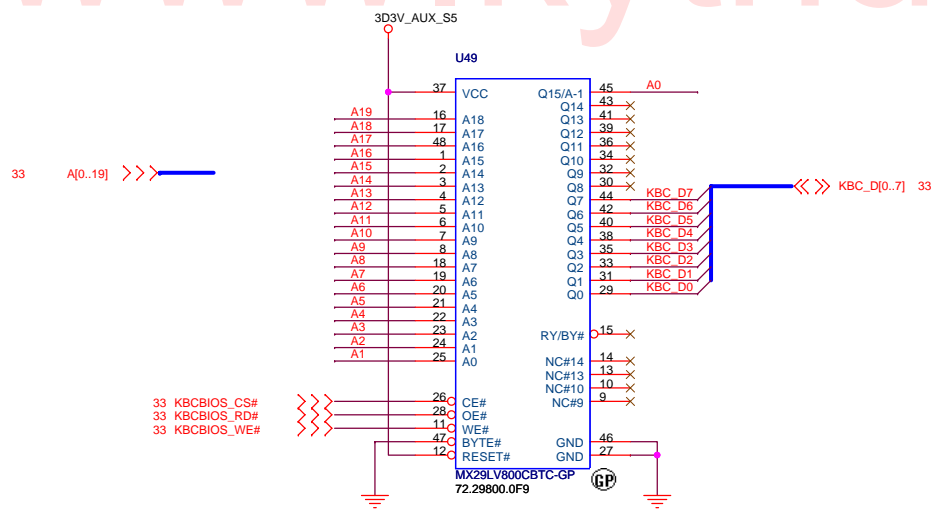 3D3V_AUX_S5
U49
37 VCC Q15/A-1 45 A0
Q14 43
A19 16 A18 Q13 41
A18 17 A17 Q12 39
A17 48 A16 Q11 36
A16 1 A15 Q10 34
A15 2 A14 Q9 32
33 A[0..19] A14 3 A13 Q8 30 KBC_D[0..7] 33
A13 4 A12 Q7 44 KBC_D7
A12 5 A11 Q6 42 KBC_D6
A11 6 A10 Q5 40 KBC_D5
A10 7 A9 Q4 38 KBC_D4
A9 8 A8 Q3 35 KBC_D3
A8 18 A7 Q2 33 KBC_D2
A7 19 A6 Q1 31 KBC_D1
A6 20 A5 Q0 29 KBC_D0
A5 21 A4
A4 22 A3
A3 23 A2 RY/BY# 15
A2 24 A1
A1 25 A0 NC#14 14
NC#13 13
NC#10 10
33 KBCBIOS_CS# 26 CE# NC#9 9
33 KBCBIOS_RD# 28 OE#
33 KBCBIOS_WE# 11 WE#
47 BYTE# GND 46
12 RESET# GND 27
MX29LV800CBTC-GP GP
72.29800.0F9